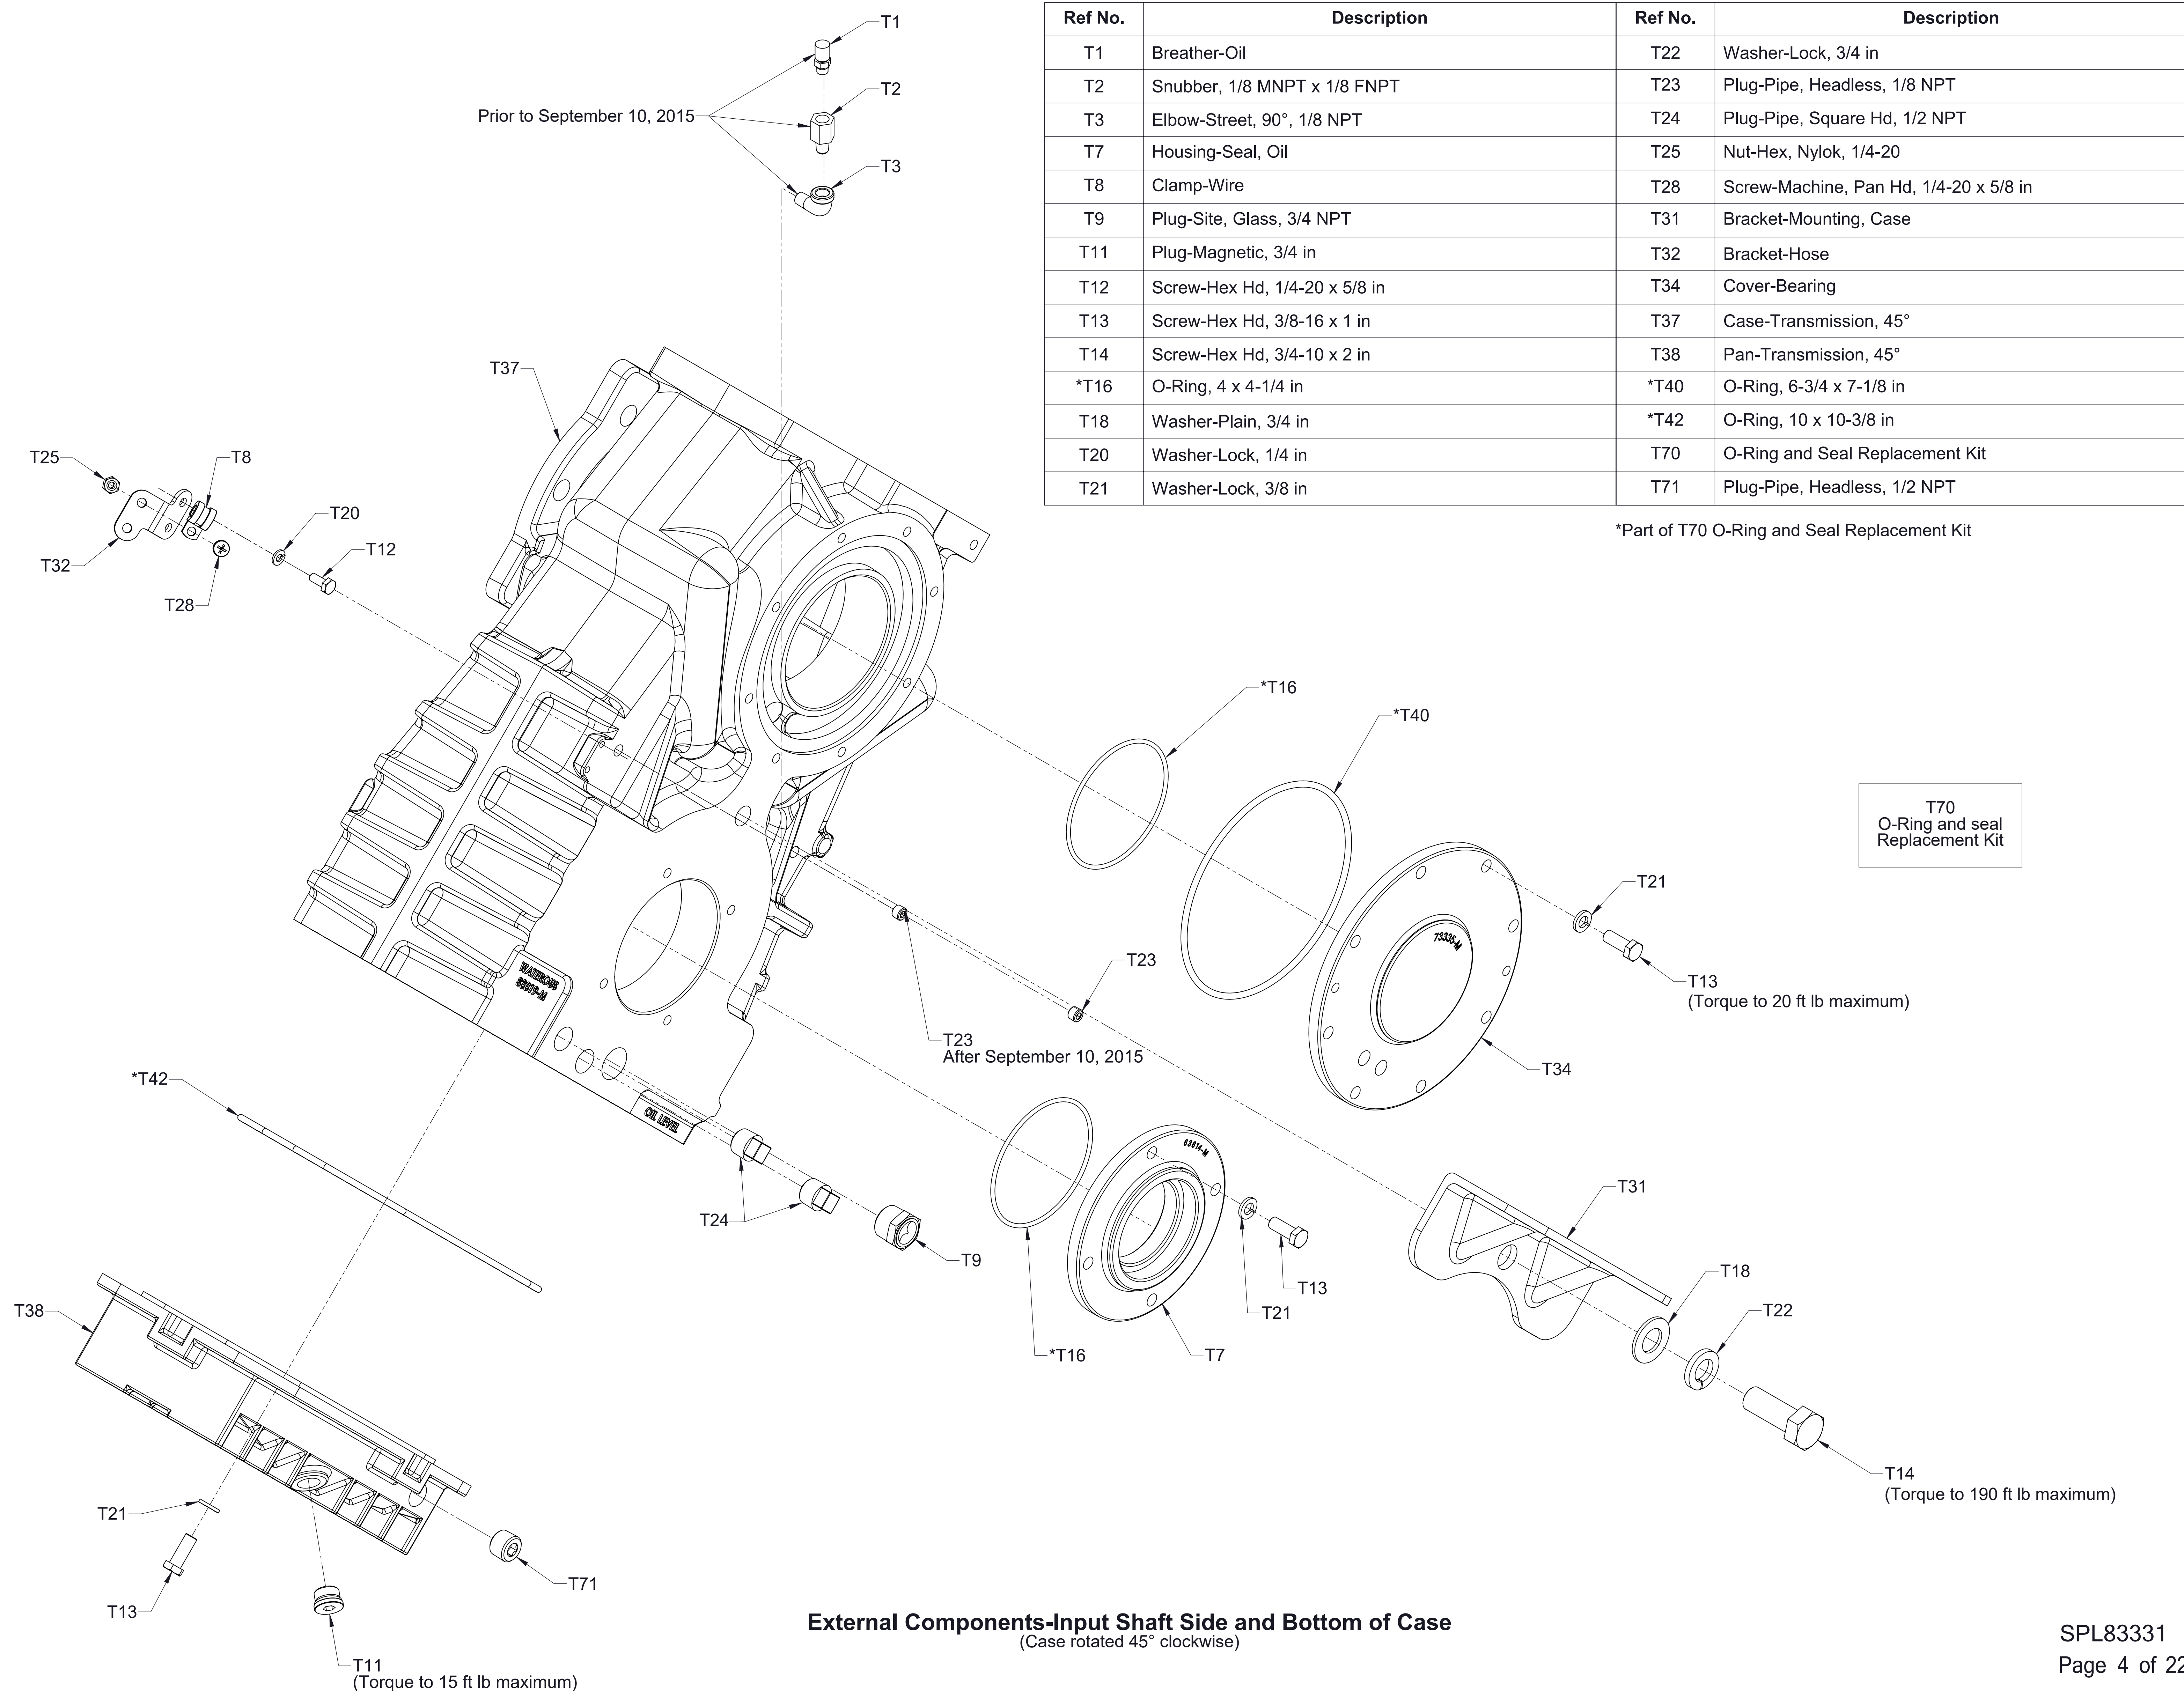 Ref No. Description Ref No. Description
T1 Breather-Oil T22 Washer-Lock, 3/4 in
T2 Snubber, 1/8 MNPT x 1/8 FNPT T23 Plug-Pipe, Headless, 1/8 NPT
T3 Elbow-Street, 90°, 1/8 NPT T24 Plug-Pipe, Square Hd, 1/2 NPT
T7 Housing-Seal, Oil T25 Nut-Hex, Nylok, 1/4-20
T8 Clamp-Wire T28 Screw-Machine, Pan Hd, 1/4-20 x 5/8 in
T9 Plug-Site, Glass, 3/4 NPT T31 Bracket-Mounting, Case
T11 Plug-Magnetic, 3/4 in T32 Bracket-Hose
T12 Screw-Hex Hd, 1/4-20 x 5/8 in T34 Cover-Bearing
T13 Screw-Hex Hd, 3/8-16 x 1 in T37 Case-Transmission, 45°
T14 Screw-Hex Hd, 3/4-10 x 2 in T38 Pan-Transmission, 45°
*T16 O-Ring, 4 x 4-1/4 in *T40 O-Ring, 6-3/4 x 7-1/8 in
T18 Washer-Plain, 3/4 in *T42 O-Ring, 10 x 10-3/8 in
T20 Washer-Lock, 1/4 in T70 O-Ring and Seal Replacement Kit
T21 Washer-Lock, 3/8 in T71 Plug-Pipe, Headless, 1/2 NPT
*Part of T70 O-Ring and Seal Replacement Kit
T1
T2
Prior to September 10, 2015
T3
T37
T25
T8
T20
T12
T32
T28
*T16
*T40
T70
O-Ring and seal
Replacement Kit
T21
73335-M
T23
T13
(Torque to 20 ft lb maximum)
WATEROUS
63619-M
T23
After September 10, 2015
T34
*T42
OIL LEVEL
63614-M
T31
T24
T9
T13
T21
T18
T22
T38
*T16
T7
T14
(Torque to 190 ft lb maximum)
T21
T71
T13
T11
(Torque to 15 ft lb maximum)
External Components-Input Shaft Side and Bottom of Case
(Case rotated 45° clockwise)
SPL83331
Page 4 of 22